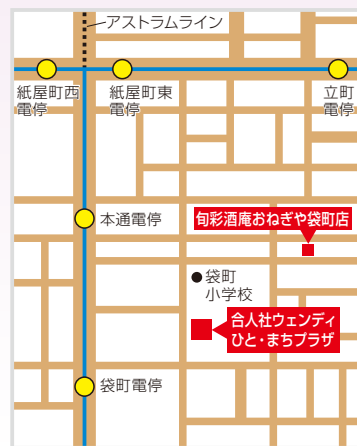 アストラムライン
紙屋町西
電停
紙屋町東
電停
立町
電停
本通電停
旬彩酒庵おねぎや袋町店
袋町
小学校
合人社ウェンディ
ひと・まちプラザ
袋町電停